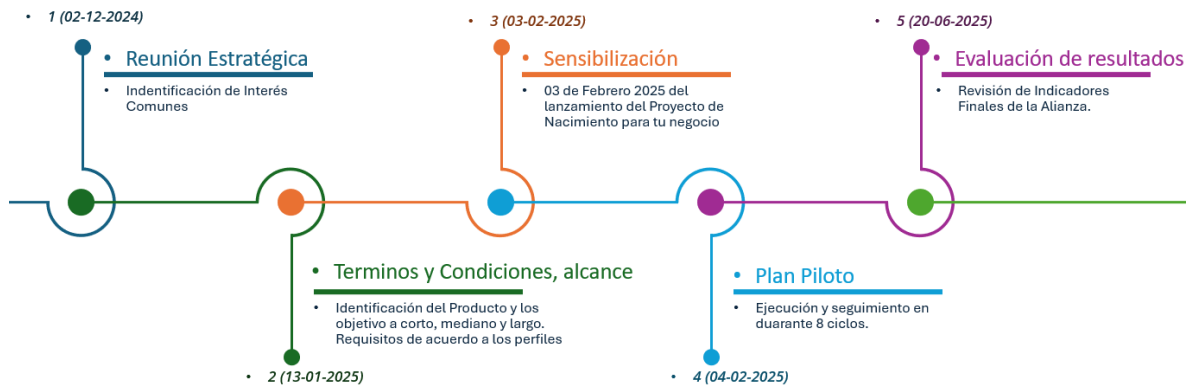 • 1 (02-12-2024)
• Reunión Estratégica
• Indentificación de Interés
Comunes
• 3 (03-02-2025)
• Sensibilización
• 03 de Febrero 2025 del
lanzamiento del Proyecto de
Nacimiento para tu negocio
• 5 (20-06-2025)
• Evaluación de resultados
• Revisión de Indicadores
Finales de la Alianza.
• Terminos y Condiciones, alcance
• Identificación del Producto y los
objetivo a corto, mediano y largo.
Requisitos de acuerdo a los perfiles
• 2 (13-01-2025)
• Plan Piloto
• Ejecución y seguimiento en
duarante 8 ciclos.
• 4 (04-02-2025)